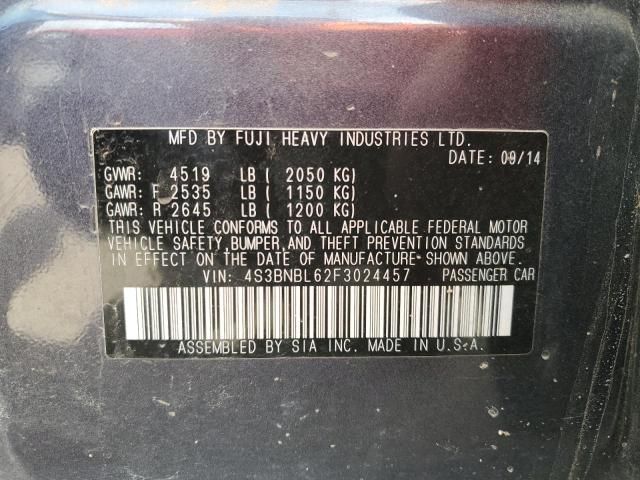 MFD BY FUJI HEAVY INDUSTRIES LTD.
DATE: 09/14
GVWR: 4519 LB ( 2050 KG)
GAWR: F 2535 LB ( 1150 KG)
GAWR: R 2645 LB ( 1200 KG)
THIS VEHICLE CONFORMS TO ALL APPLICABLE FEDERAL MOTOR
VEHICLE SAFETY, BUMPER, AND THEFT PREVENTION STANDARDS
IN EFFECT ON THE DATE OF MANUFACTURE SHOWN ABOVE.
VIN: 4S3BNBL62F3024457 PASSENGER CAR
ASSEMBLED BY SIA INC. MADE IN U.S.A.